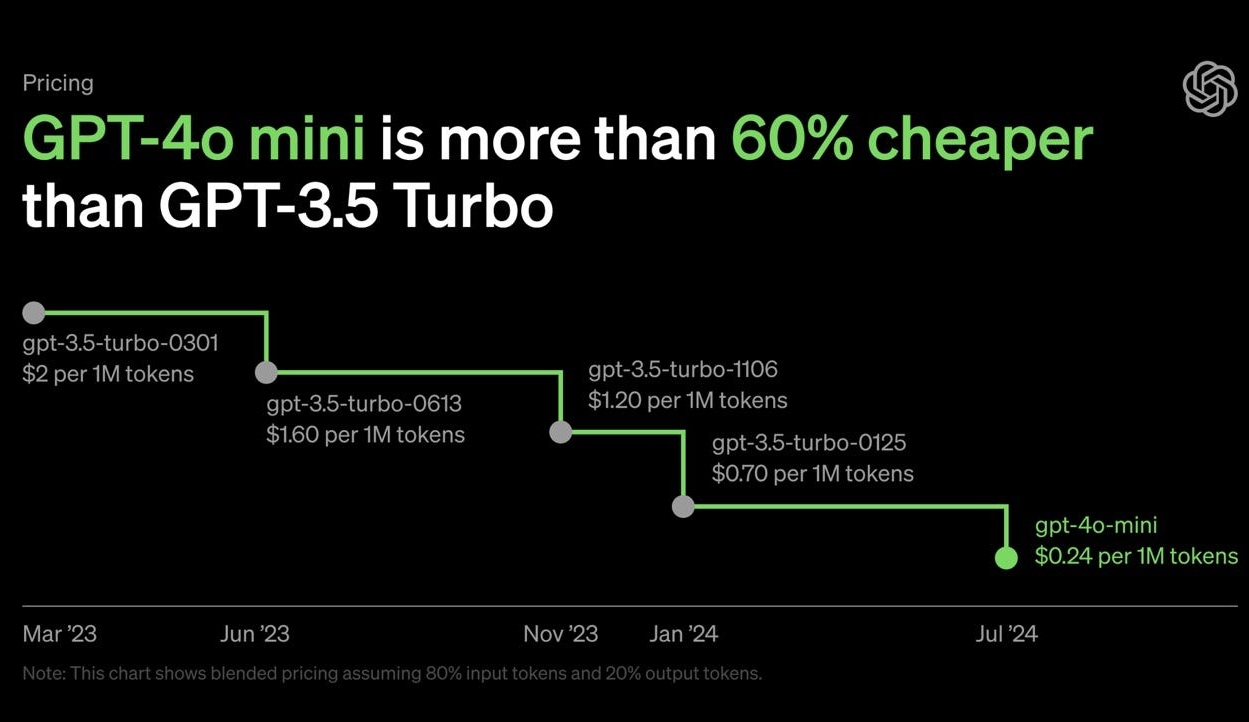 Pricing
GPT-4o mini is more than 60% cheaper
than GPT-3.5 Turbo
gpt-3.5-turbo-0301
$2 per 1M tokens
gpt-3.5-turbo-0613
$1.60 per 1M tokens
gpt-3.5-turbo-1106
$1.20 per 1M tokens
gpt-3.5-turbo-0125
$0.70 per 1M tokens
gpt-4o-mini
$0.24 per 1M tokens
Mar ’23 Jun ’23 Nov ’23 Jan ’24 Jul ’24
Note: This chart shows blended pricing assuming 80% input tokens and 20% output tokens.